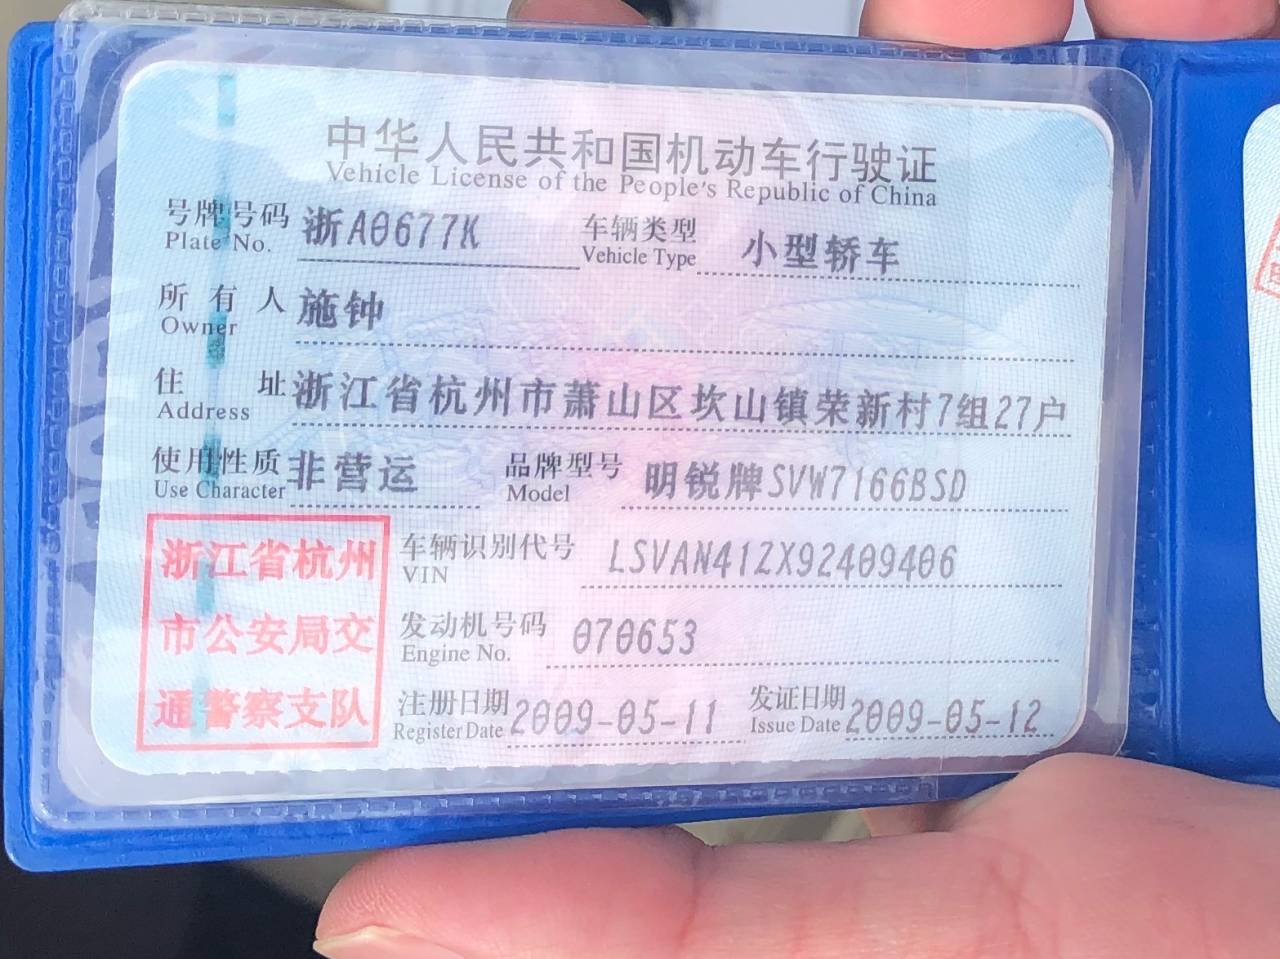 中华人民共和国机动车行驶证
Vehicle License of the People's Republic of China
号牌号码 浙A0677K 车辆类型 小型轿车
Plate No. Vehicle Type
所有人 施钟
Owner
住址 浙江省杭州市萧山区坎山镇荣新村7组27户
Address
使用性质 非营运 品牌型号 明锐牌SVW7166BSD
Use Character Model
浙江省杭州
市公安局交
通警察支队
车辆识别代号 LSVAN41ZX92409406
VIN
发动机号码 070653
Engine No.
注册日期 2009-05-11 发证日期 2009-05-12
Register Date Issue Date